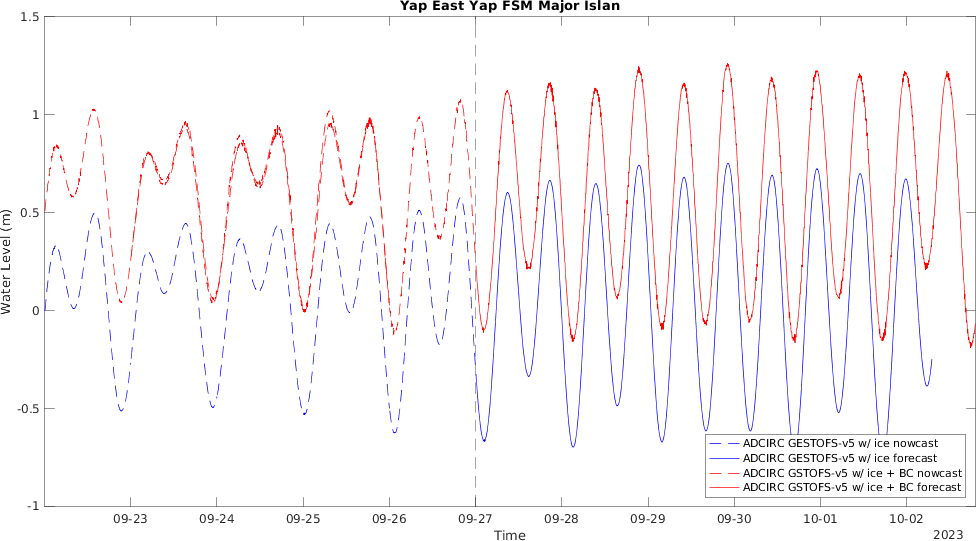 Yap East Yap FSM Major Islan
1.5
1
0.5
0
-0.5
-1
Water Level (m)
ADCIRC GESTOFS-v5 w/ ice nowcast
ADCIRC GESTOFS-v5 w/ ice forecast
ADCIRC GSTOFS-v5 w/ ice + BC nowcast
ADCIRC GSTOFS-v5 w/ ice + BC forecast
09-23 09-24 09-25 09-26 09-27 09-28 09-29 09-30 10-01 10-02
Time
2023